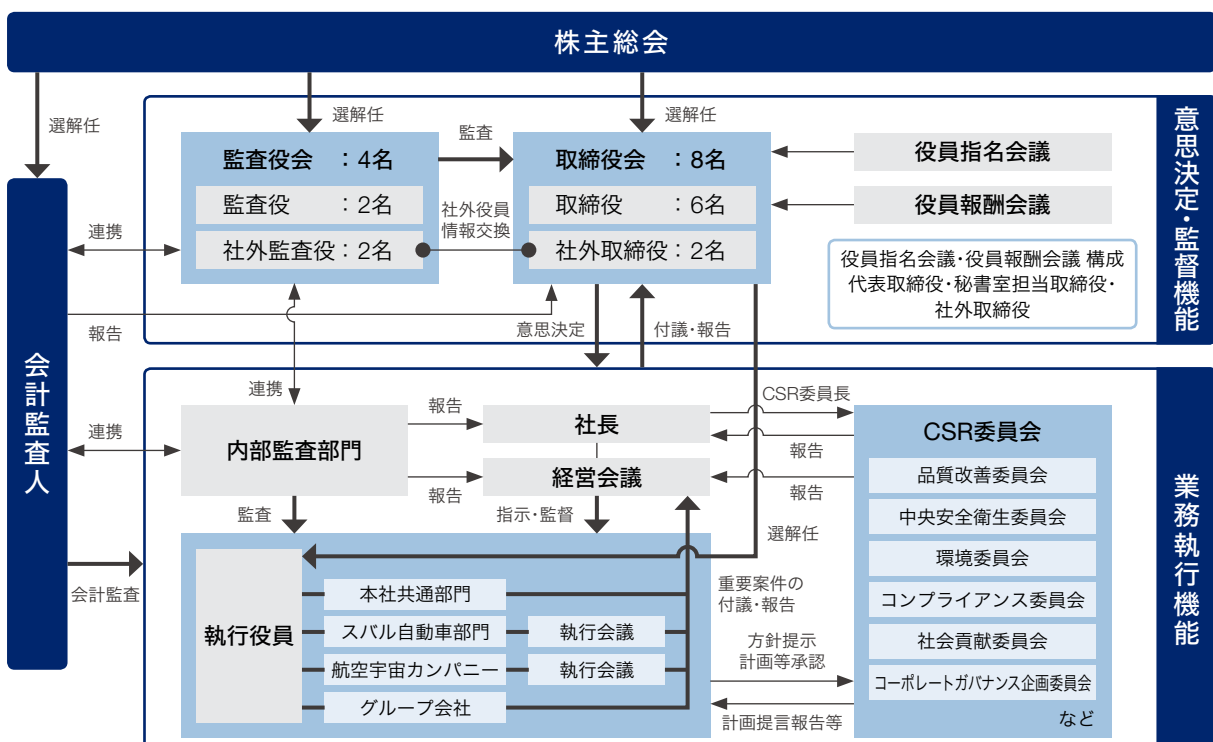 株主総会
選解任
選解任
選解任
意思決定・監督機能
監査役会 ：4名
監査役 ：2名
社外監査役：2名
監査
社外役員
情報交換
取締役会 ：8名
取締役 ：6名
社外取締役：2名
役員指名会議
役員報酬会議
役員指名会議・役員報酬会議 構成
代表取締役・秘書室担当取締役・
社外取締役
連携
報告
意思決定
付議・報告
会計監査人
連携
連携
会計監査
業務執行機能
内部監査部門
報告
報告
社長
経営会議
CSR委員長
報告
報告
監査
指示・監督
選解任
CSR委員会
品質改善委員会
中央安全衛生委員会
環境委員会
コンプライアンス委員会
社会貢献委員会
コーポレートガバナンス企画委員会
など
執行役員
本社共通部門
スバル自動車部門
執行会議
航空宇宙カンパニー
執行会議
グループ会社
重要案件の
付議・報告
方針提示
計画等承認
計画提言報告等